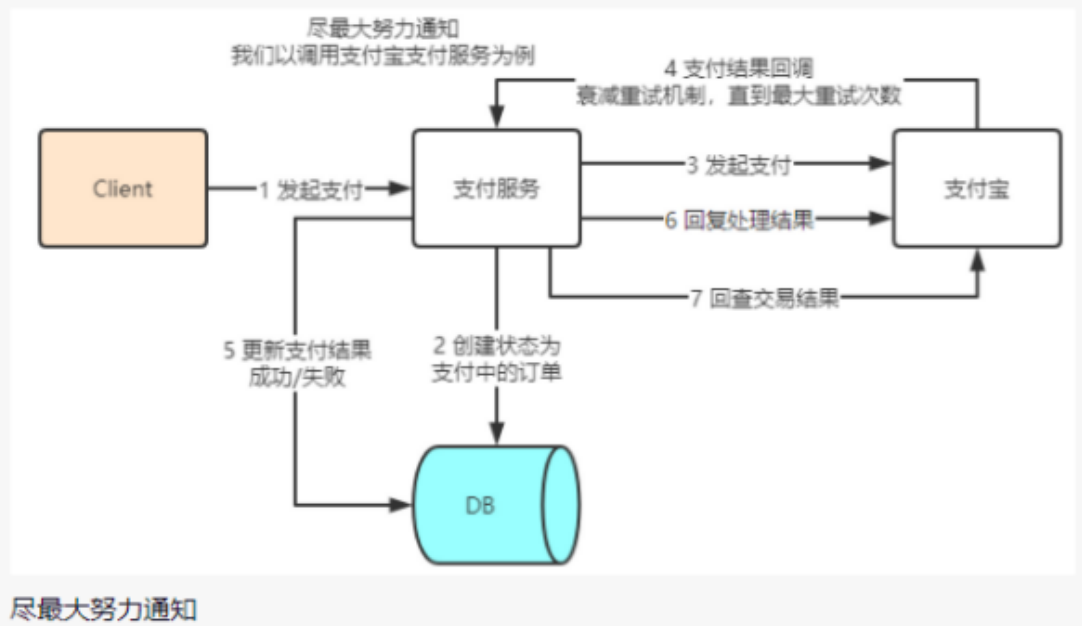 尽最大努力通知
我们以调用支付宝支付服务为例
4 支付结果回调
衰减重试机制，直到最大重试次数
Client
1 发起支付
支付服务
3 发起支付
支付宝
6 回复处理结果
7 回查交易结果
5 更新支付结果
成功/失败
2 创建状态为
支付中的订单
DB
尽最大努力通知